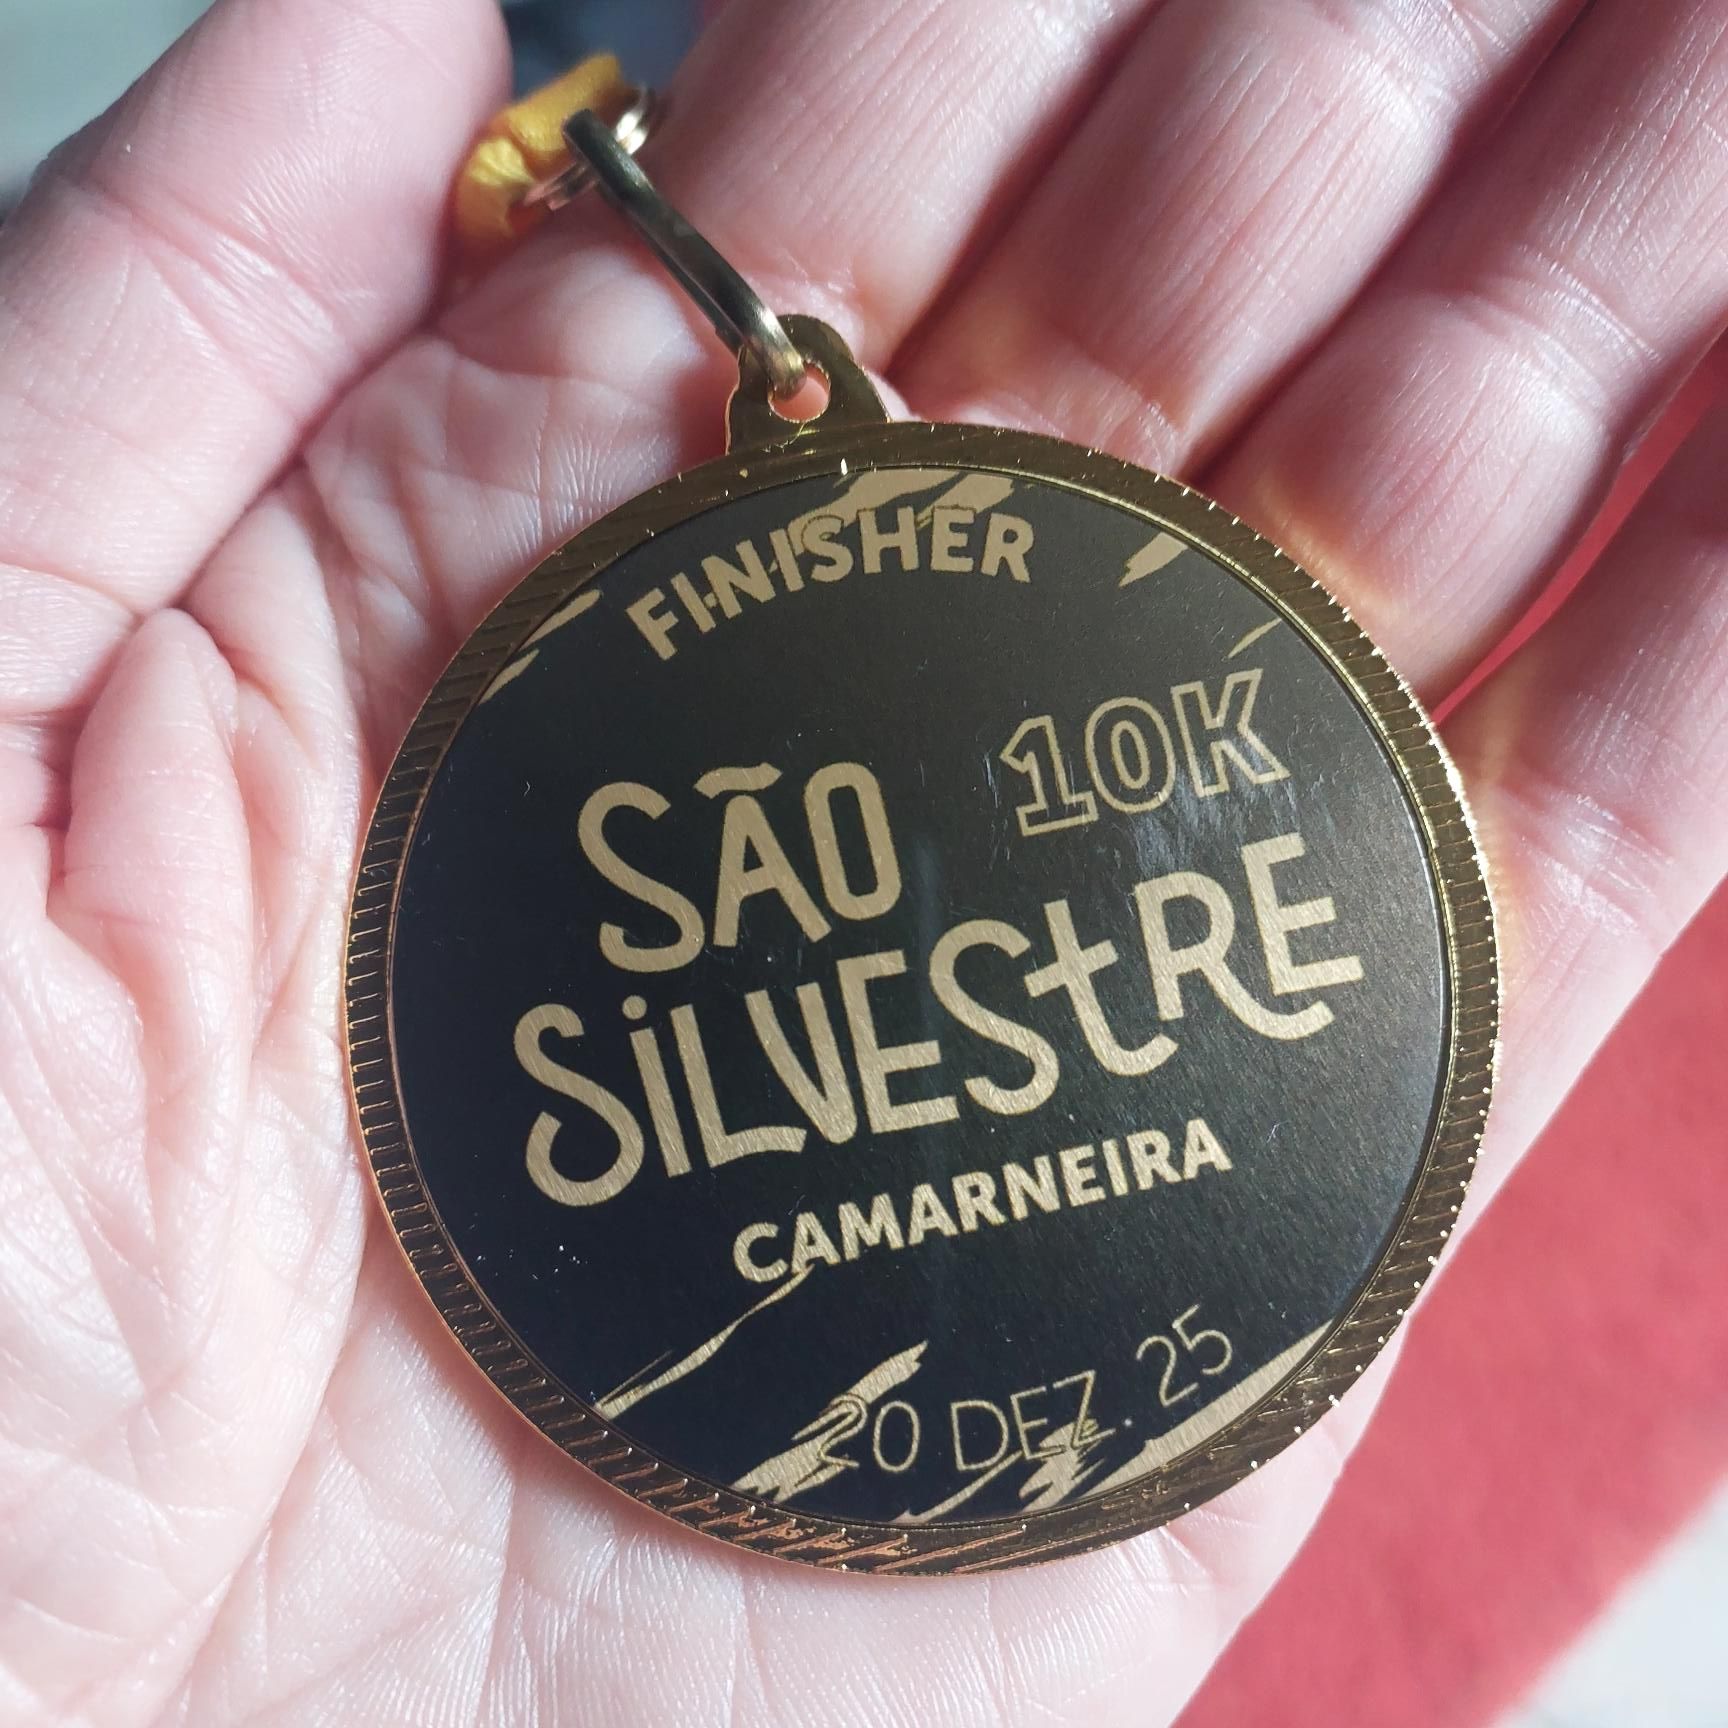 FINISHER
10K
SÃO
SiLVEStRE
CAMARNEIRA
20 DEZ. 25